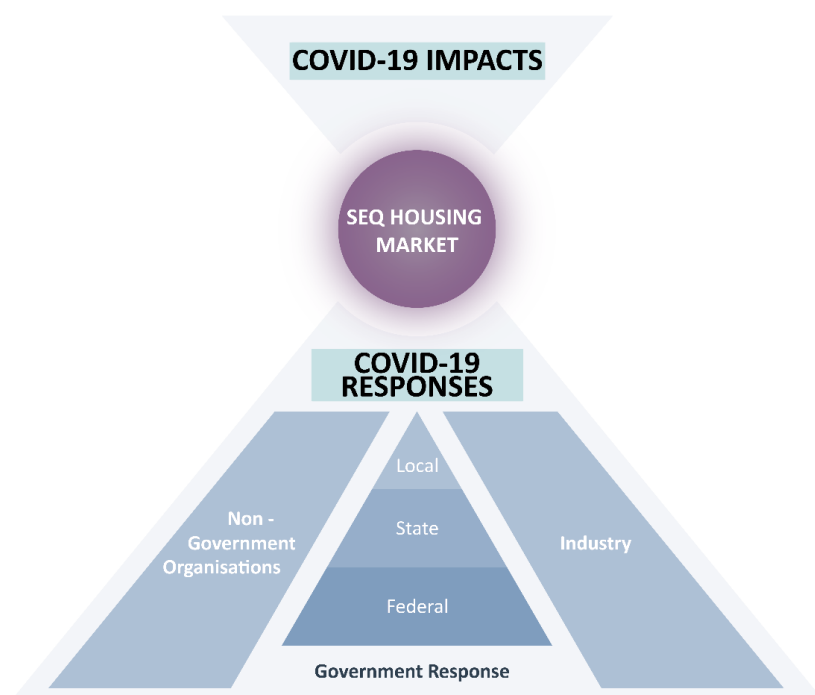 COVID-19 IMPACTS
SEQ HOUSING
MARKET
COVID-19
RESPONSES
Local
State
Federal
Non -
Government
Organisations
Industry
Government Response